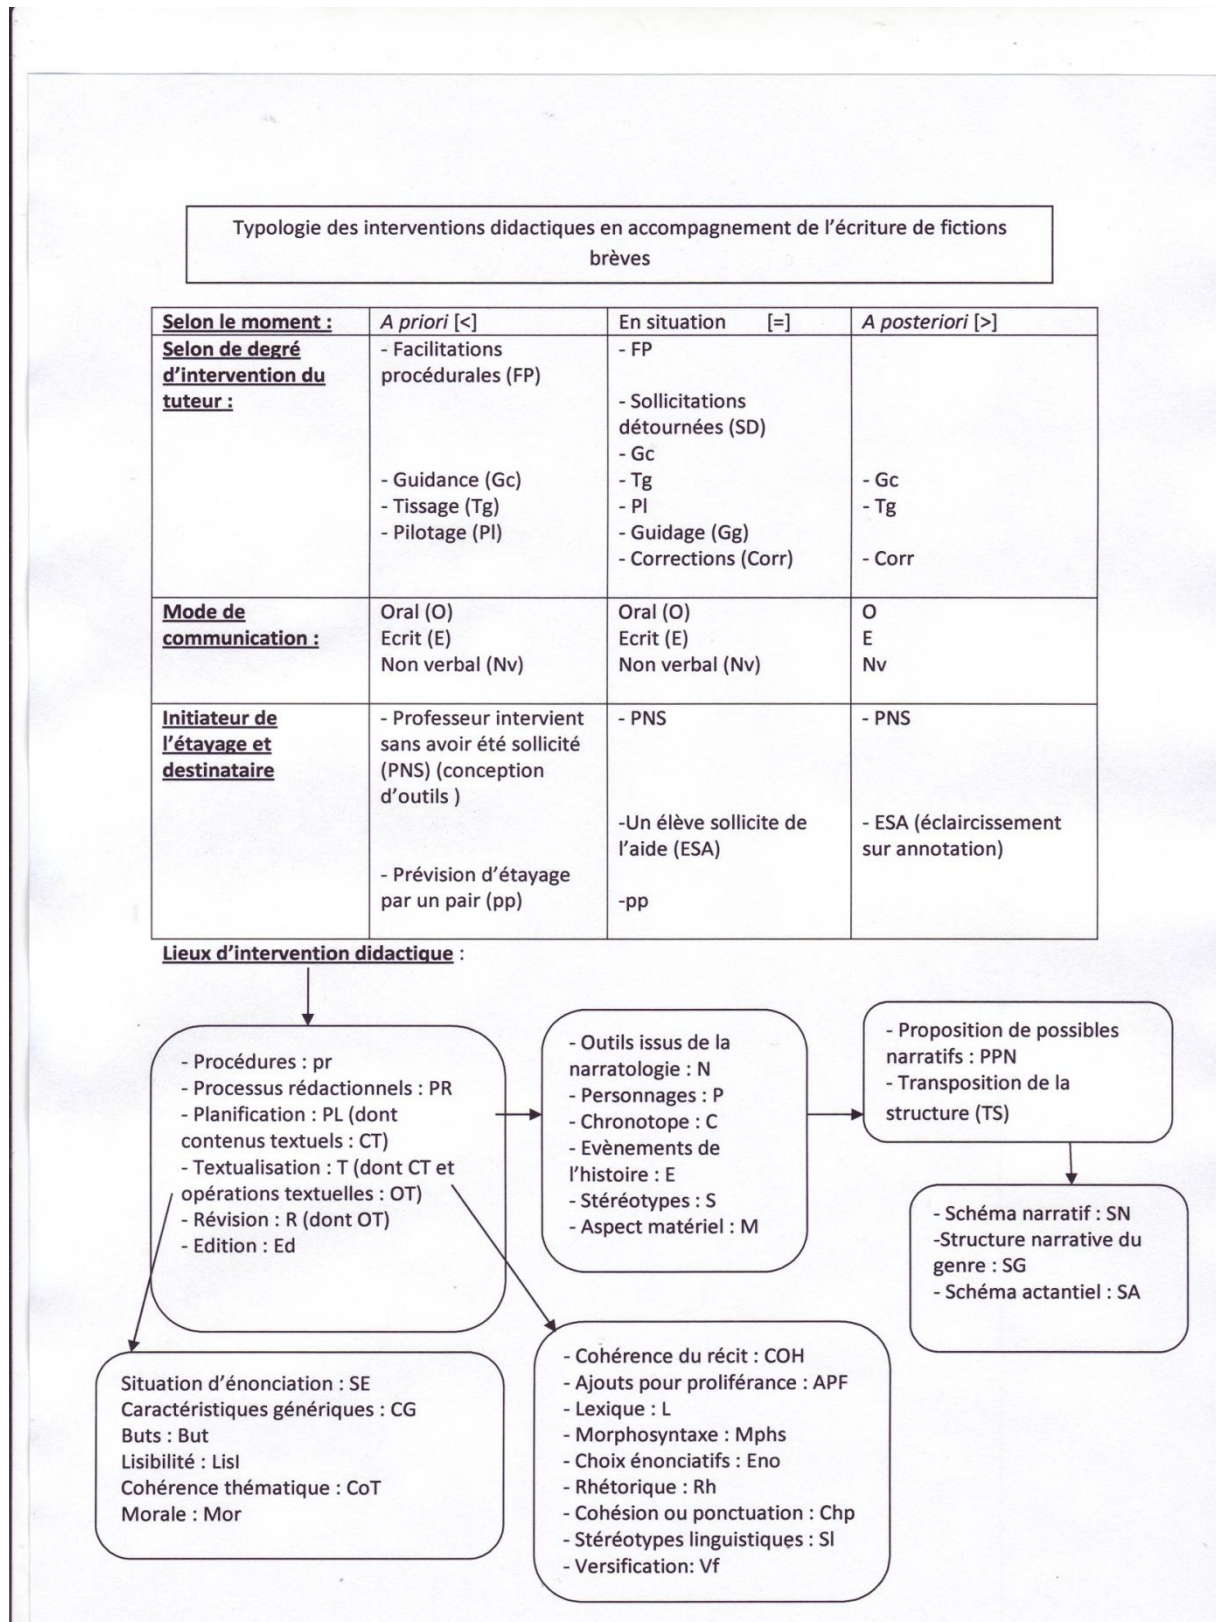 Typologie des interventions didactiques en accompagnement de l'écriture de fictions
brèves
Selon le moment :
A priori [<]
En situation [=]
A posteriori [>]
Selon de degré
d'intervention du
tuteur :
- Facilitations
procédurales (FP)
- Guidance (Gc)
- Tissage (Tg)
- Pilotage (Pl)
- FP
- Sollicitations
détournées (SD)
- Gc
- Tg
- Pl
- Guidage (Gg)
- Corrections (Corr)
- Gc
- Tg
- Corr
Mode de
communication :
Oral (O)
Ecrit (E)
Non verbal (Nv)
Oral (O)
Ecrit (E)
Non verbal (Nv)
O
E
Nv
Initiateur de
l'étayage et
destinataire
- Professeur intervient
sans avoir été sollicité
(PNS) (conception
d'outils )
- Prévision d'étayage
par un pair (pp)
- PNS
-Un élève sollicite de
l'aide (ESA)
-pp
- PNS
- ESA (éclaircissement
sur annotation)
Lieux d'intervention didactique :
- Procédures : pr
- Processus rédactionnels : PR
- Planification : PL (dont
contenus textuels : CT)
- Textualisation : T (dont CT et
opérations textuelles : OT)
- Révision : R (dont OT)
- Edition : Ed
- Outils issus de la
narratologie : N
- Personnages : P
- Chronotope : C
- Evènements de
l'histoire : E
- Stéréotypes : S
- Aspect matériel : M
- Proposition de possibles
narratifs : PPN
- Transposition de la
structure (TS)
- Schéma narratif : SN
-Structure narrative du
genre : SG
- Schéma actantiel : SA
Situation d'énonciation : SE
Caractéristiques génériques : CG
Buts : But
Lisibilité : LisI
Cohérence thématique : CoT
Morale : Mor
- Cohérence du récit : COH
- Ajouts pour proliférance : APF
- Lexique : L
- Morphosyntaxe : Mphs
- Choix énonciatifs : Eno
- Rhétorique : Rh
- Cohésion ou ponctuation : Chp
- Stéréotypes linguistiques : Sl
- Versification: Vf